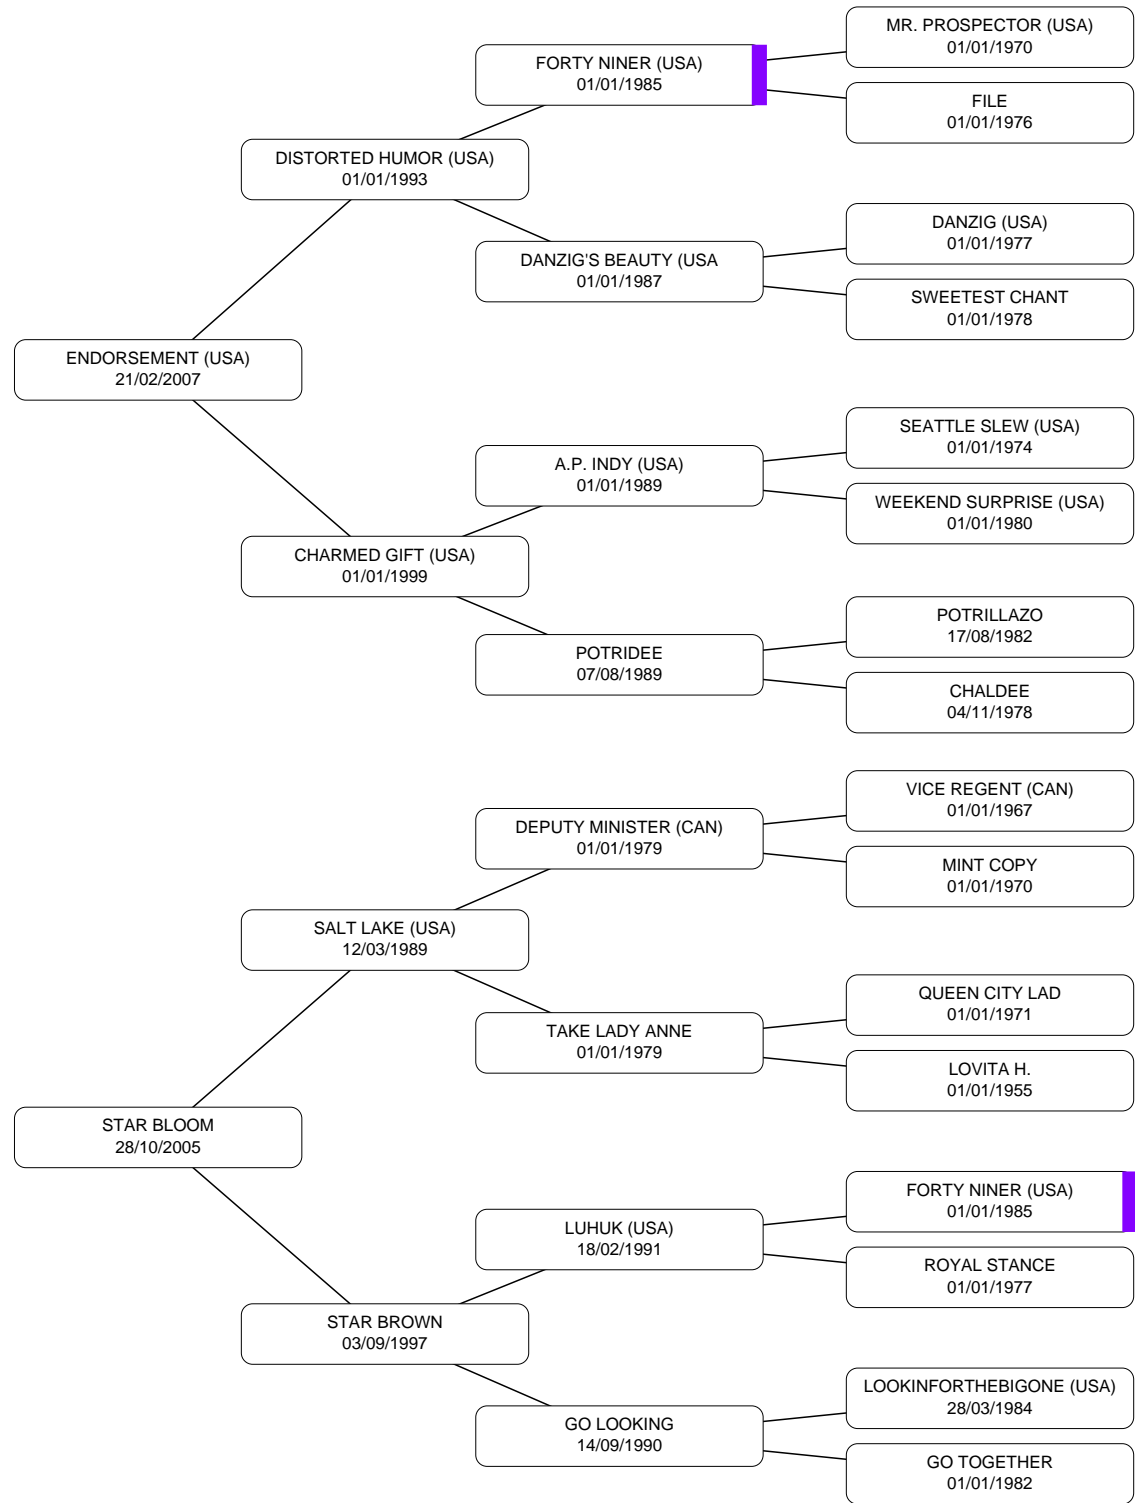 MR. PROSPECTOR (USA)
01/01/1970
FORTY NINER (USA)
01/01/1985
FILE
01/01/1976
DISTORTED HUMOR (USA)
01/01/1993
DANZIG (USA)
01/01/1977
DANZIG'S BEAUTY (USA
01/01/1987
SWEETEST CHANT
01/01/1978
ENDORSEMENT (USA)
21/02/2007
SEATTLE SLEW (USA)
01/01/1974
A.P. INDY (USA)
01/01/1989
WEEKEND SURPRISE (USA)
01/01/1980
CHARMED GIFT (USA)
01/01/1999
POTRILLAZO
17/08/1982
POTRIDEE
07/08/1989
CHALDEE
04/11/1978
VICE REGENT (CAN)
01/01/1967
DEPUTY MINISTER (CAN)
01/01/1979
MINT COPY
01/01/1970
SALT LAKE (USA)
12/03/1989
QUEEN CITY LAD
01/01/1971
TAKE LADY ANNE
01/01/1979
LOVITA H.
01/01/1955
STAR BLOOM
28/10/2005
FORTY NINER (USA)
01/01/1985
LUHUK (USA)
18/02/1991
ROYAL STANCE
01/01/1977
STAR BROWN
03/09/1997
LOOKINFORTHEBIGONE (USA)
28/03/1984
GO LOOKING
14/09/1990
GO TOGETHER
01/01/1982